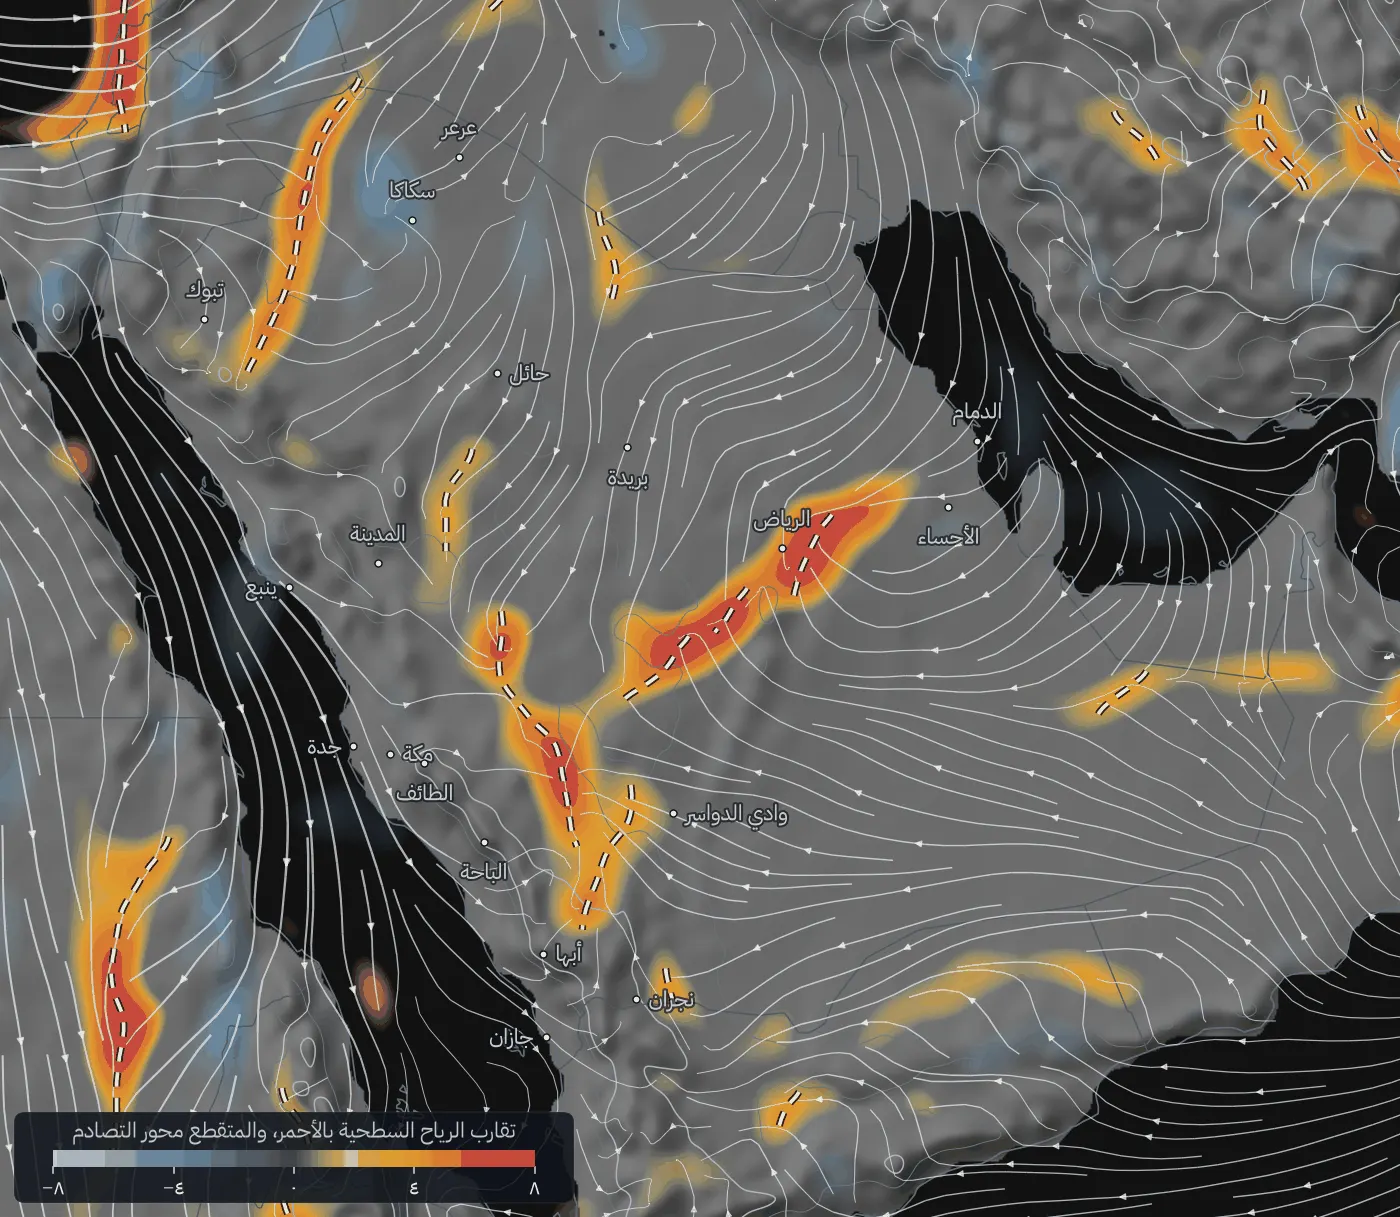 عرعر
سكاكا
تبوك
حائل
الدمام
بريدة
الرياض
الأحساء
المدينة
ينبع
جدة
مكة
الطائف
وادي الدواسر
الباحة
أبها
نجران
جازان
تقارب الرياح السطحية بالأحمر، والمتقطع محور التصادم
−٨ −٤ ٠ ٤ ٨